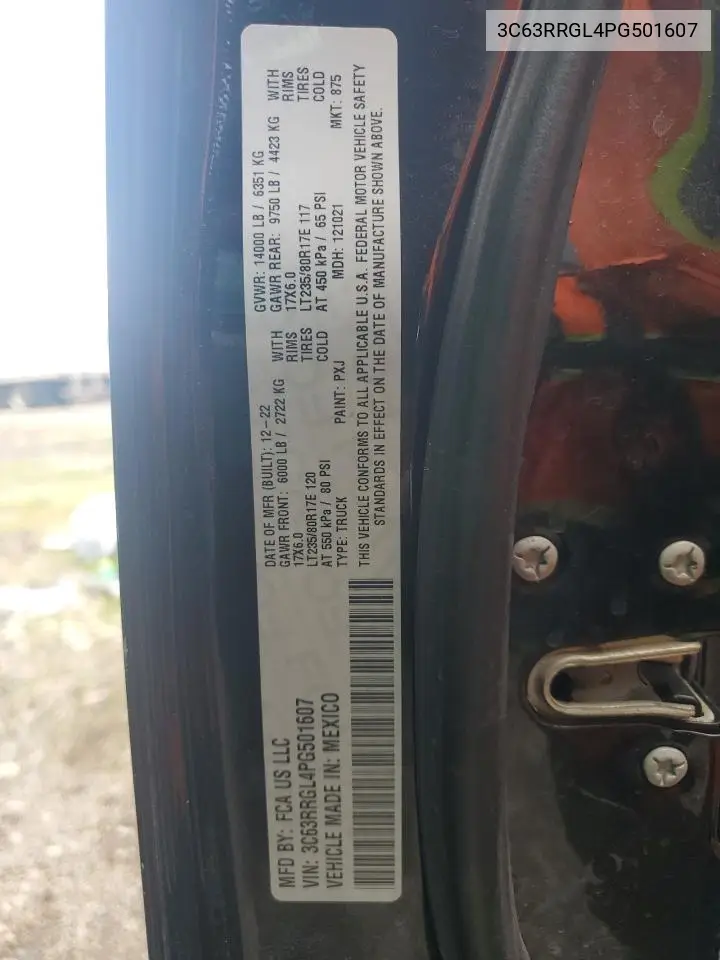 3C63RRGL4PG501607
MFD BY: FCA US LLC
VIN: 3C63RRGL4PG501607
VEHICLE MADE IN: MEXICO
DATE OF MFR (BUILT): 12-22
GAWR FRONT: 6000 LB / 2722 KG WITH
17X6.0 RIMS
LT235/80R17E 120 TIRES
AT 550 kPa / 80 PSI COLD
TYPE: TRUCK PAINT: PXJ
GVWR: 14000 LB / 6351 KG
GAWR REAR: 9750 LB / 4423 KG WITH
17X6.0 RIMS
LT235/80R17E 117 TIRES
AT 450 kPa / 65 PSI COLD
MDH: 121021 MKT: 875
THIS VEHICLE CONFORMS TO ALL APPLICABLE U.S.A. FEDERAL MOTOR VEHICLE SAFETY
STANDARDS IN EFFECT ON THE DATE OF MANUFACTURE SHOWN ABOVE.